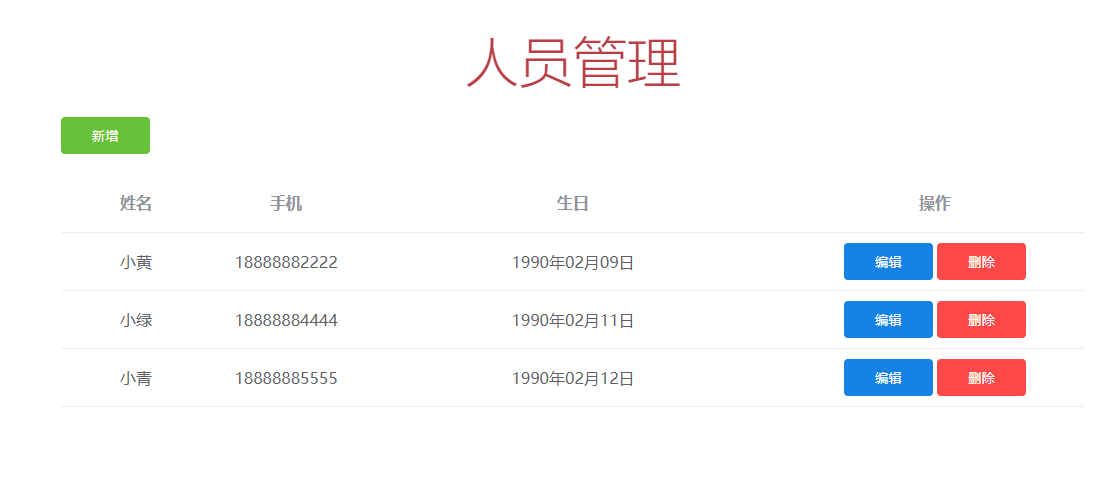 人员管理
新增
姓名 手机 生日 操作
小黄 18888882222 1990年02月09日 编辑 删除
小绿 18888884444 1990年02月11日 编辑 删除
小青 18888885555 1990年02月12日 编辑 删除